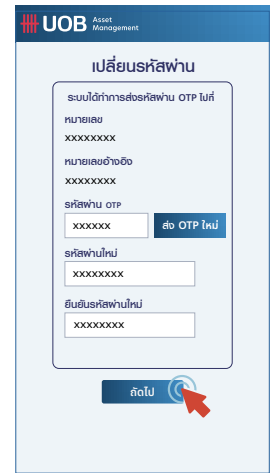 UOB Asset
Management
เปลี่ยนรหัสผ่าน
ระบบได้ทำการส่งรหัสผ่าน OTP ไปที่
หมายเลข
xxxxxxxx
หมายเลขอ้างอิง
xxxxxxxx
รหัสผ่าน OTP
xxxxxx ส่ง OTP ใหม่
รหัสผ่านใหม่
xxxxxxxx
ยืนยันรหัสผ่านใหม่
xxxxxxxx
ถัดไป